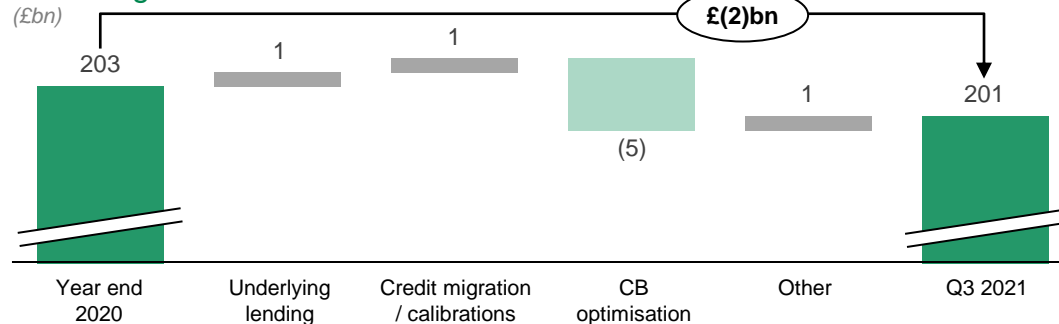 (£bn)
£(2)bn
203
1
1
(5)
1
201
Year end
2020
Underlying
lending
Credit migration
/ calibrations
CB
optimisation
Other
Q3 2021